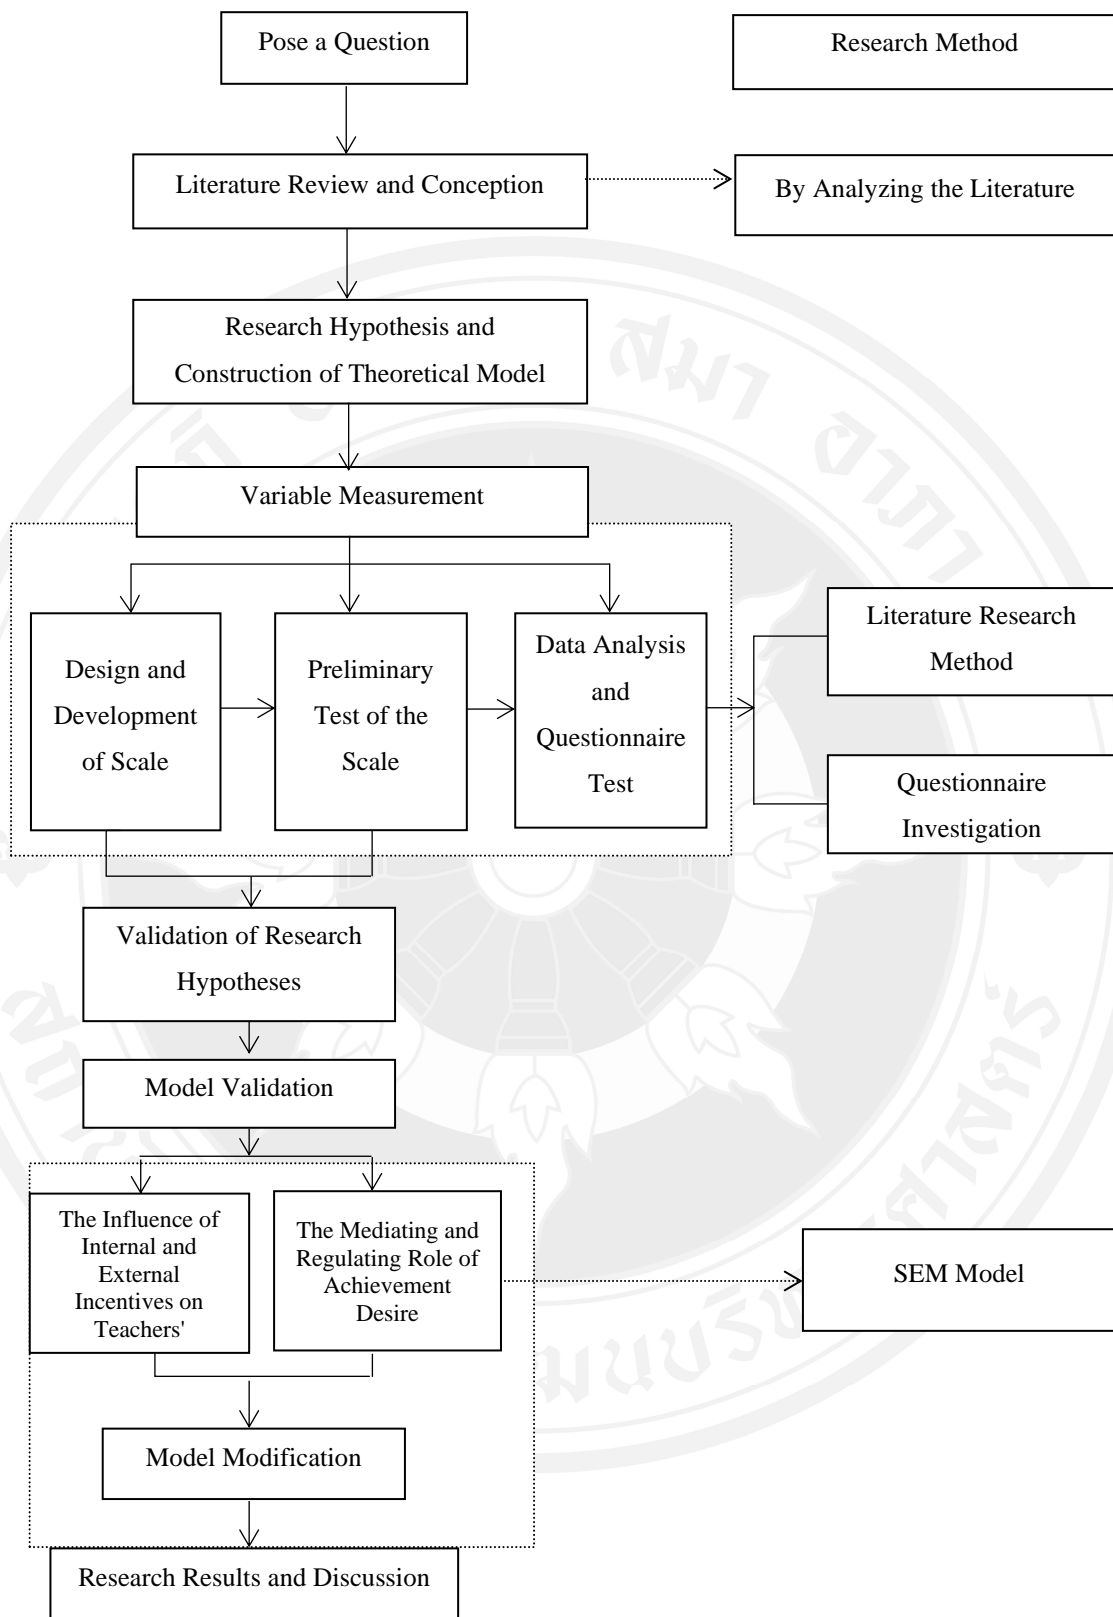 Pose a Question
Research Method
Literature Review and Conception
By Analyzing the Literature
Research Hypothesis and
Construction of Theoretical Model
Variable Measurement
Design and
Development
of Scale
Preliminary
Test of the
Scale
Data Analysis
and
Questionnaire
Test
Literature Research
Method
Questionnaire
Investigation
Validation of Research
Hypotheses
Model Validation
The Influence of
Internal and
External
Incentives on
Teachers'
The Mediating and
Regulating Role of
Achievement
Desire
SEM Model
Model Modification
Research Results and Discussion